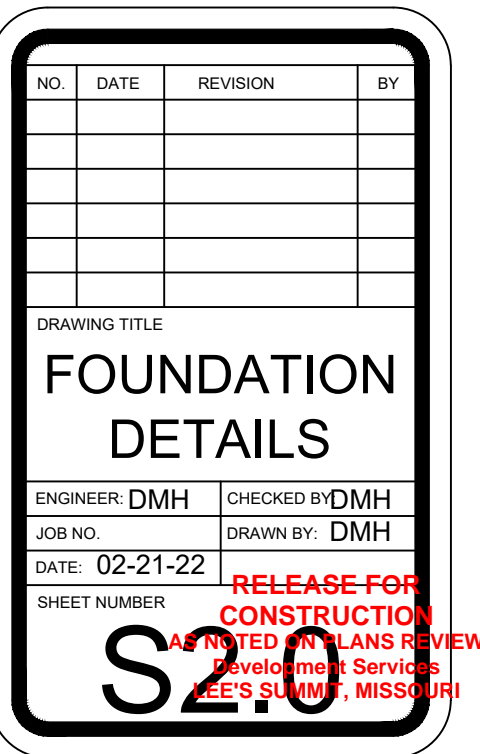 NO. DATE REVISION BY
DRAWING TITLE
FOUNDATION
DETAILS
ENGINEER: DMH CHECKED BY: DMH
JOB NO. DRAWN BY: DMH
DATE: 02-21-22
SHEET NUMBER
S2.0
RELEASE FOR
CONSTRUCTION
AS NOTED ON PLANS REVIEW
Development Services
LEE'S SUMMIT, MISSOURI